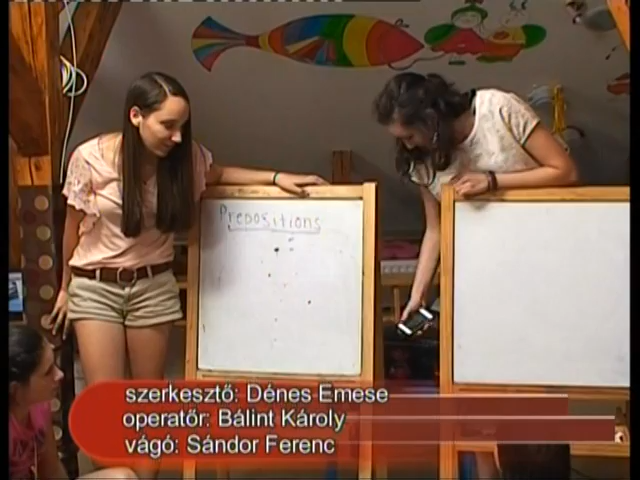 Prepositions
szerkesztő: Dénes Emese
operatőr: Bálint Károly
vágó: Sándor Ferenc